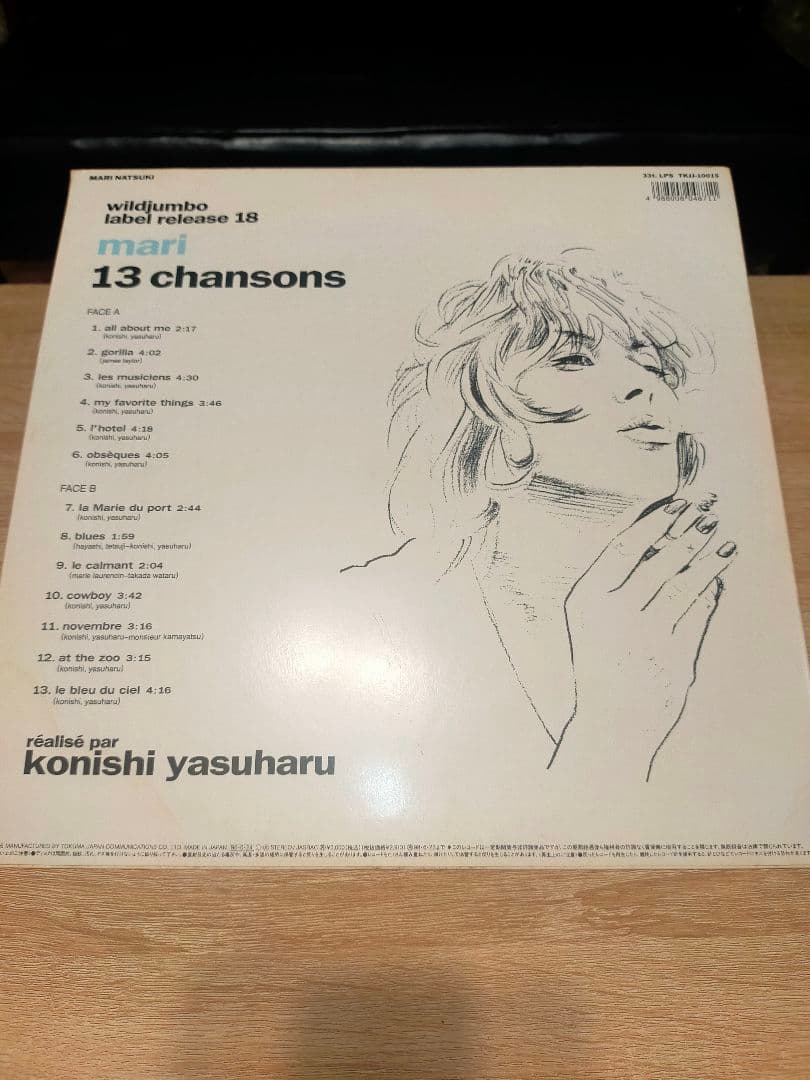 MARI NATSUKI
33t. LPS TKJJ-10015
wildjumbo
label release 18
mari
13 chansons
FACE A
1. all about me 2:17
(konishi, yasuharu)
2. gorilla 4:02
(james taylor)
3. les musiciens 4:30
(konishi, yasuharu)
4. my favorite things 3:46
(konishi, yasuharu)
5. l'hotel 4:18
(konishi, yasuharu)
6. obsèques 4:05
(konishi, yasuharu)
FACE B
7. la Marie du port 2:44
(konishi, yasuharu)
8. blues 1:59
(hayashi, tetsuji-konishi, yasuharu)
9. le calmant 2:04
(marie laurencin-takada wataru)
10. cowboy 3:42
(konishi, yasuharu)
11. novembre 3:16
(konishi, yasuharu-monsieur kamayatsu)
12. at the zoo 3:15
(konishi, yasuharu)
13. le bleu du ciel 4:16
(konishi, yasuharu)
réalisé par
konishi yasuharu
MANUFACTURED BY TOKUMA JAPAN COMMUNICATIONS CO., LTD. MADE IN JAPAN